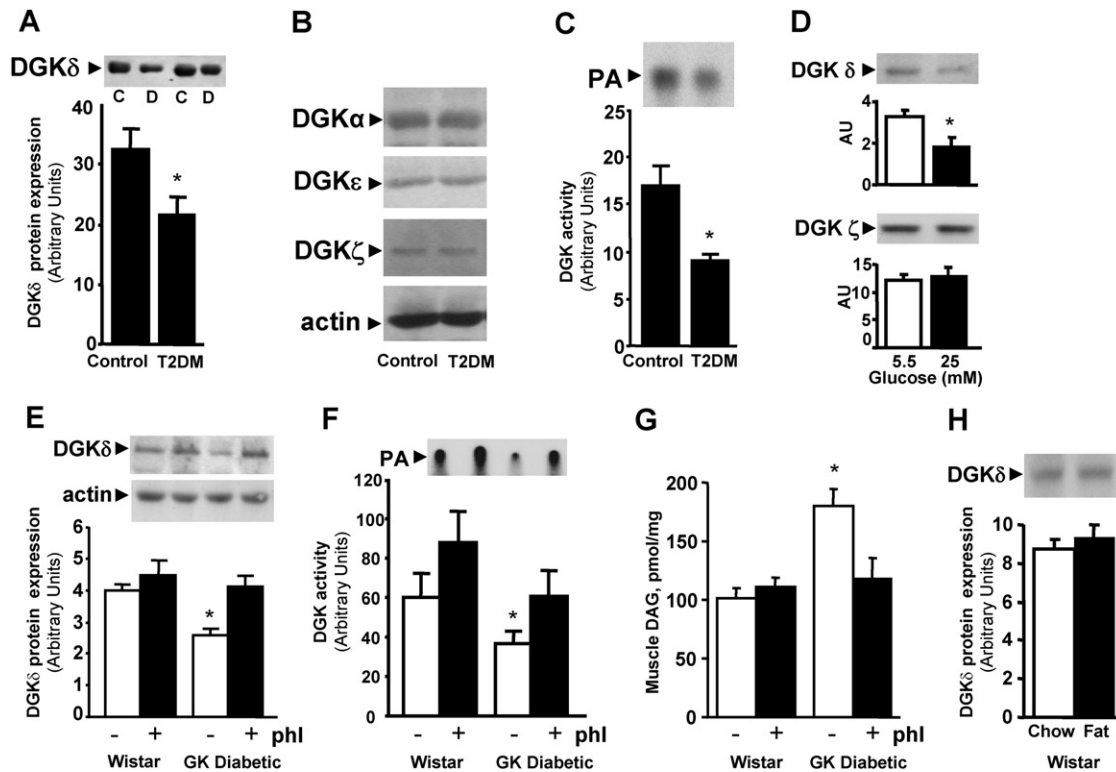 A
DGKδ
C D C D
DGKδ protein expression
(Arbitrary Units)
40
30
20
10
0
*
Control T2DM
B
DGKα
DGKε
DGKζ
actin
Control T2DM
C
PA
DGK activity
(Arbitrary Units)
25
20
15
10
5
0
*
Control T2DM
D
DGK δ
AU
4
2
0
*
DGK ζ
AU
15
10
5
0
5.5 25
Glucose (mM)
E
DGKδ
actin
DGKδ protein expression
(Arbitrary Units)
6
5
4
3
2
1
0
*
- + - + phl
Wistar GK Diabetic
F
PA
DGK activity
(Arbitrary Units)
120
100
80
60
40
20
0
*
- + - + phl
Wistar GK Diabetic
G
Muscle DAG, pmol/mg
200
150
100
50
0
*
- + - + phl
Wistar GK Diabetic
H
DGKδ
DGKδ protein expression
(Arbitrary Units)
10
8
6
4
2
0
Chow Fat
Wistar